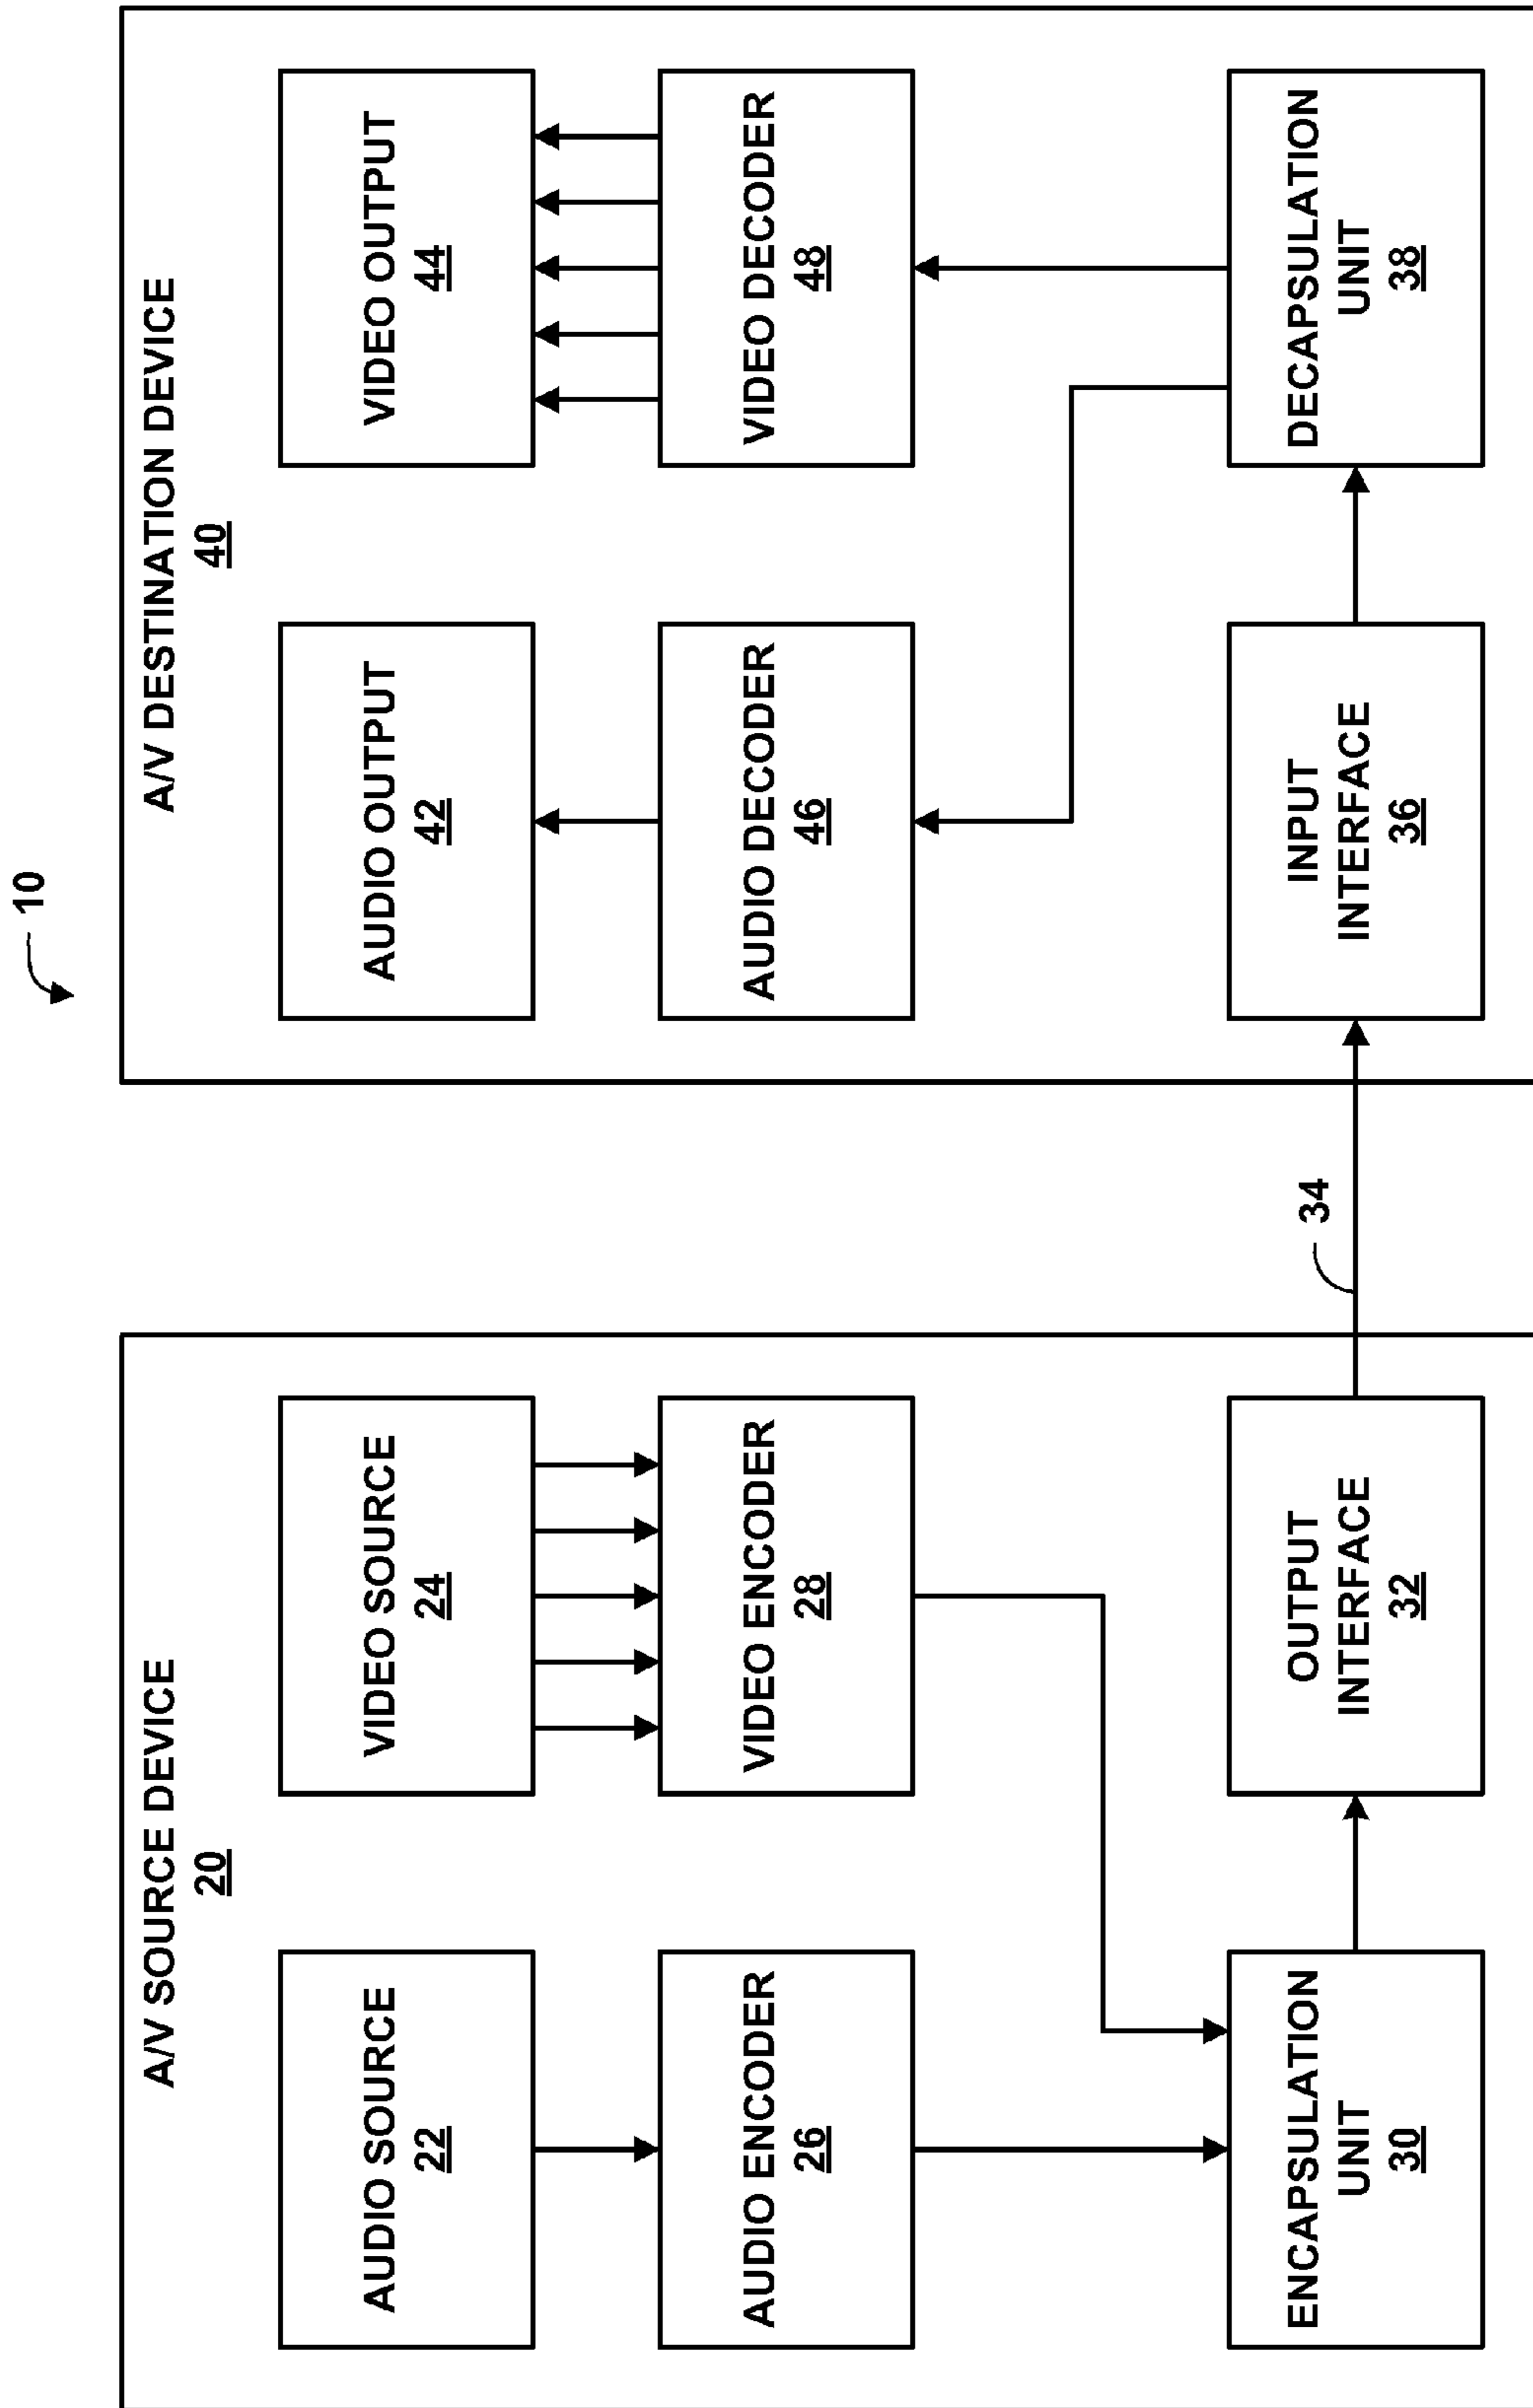 10
A/V SOURCE DEVICE
20
AUDIO SOURCE
22
VIDEO SOURCE
24
AUDIO ENCODER
26
VIDEO ENCODER
28
ENCAPSULATION
UNIT
30
OUTPUT
INTERFACE
32
34
A/V DESTINATION DEVICE
40
AUDIO OUTPUT
42
VIDEO OUTPUT
44
AUDIO DECODER
46
VIDEO DECODER
48
INPUT
INTERFACE
36
DECAPSULATION
UNIT
38